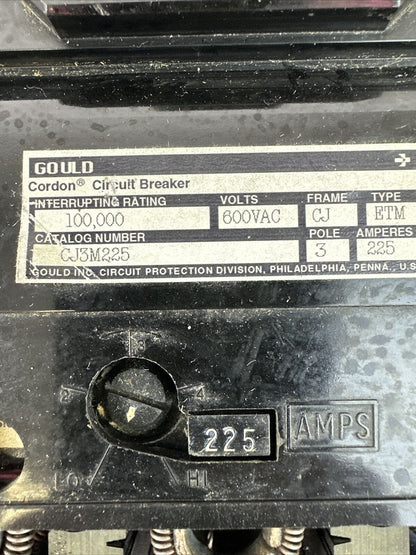 GOULD
Cordon® Circuit Breaker
INTERRUPTING RATING VOLTS FRAME TYPE
100,000 600VAC CJ ETM
CATALOG NUMBER POLE AMPERES
CJ3M225 3 225
GOULD INC. CIRCUIT PROTECTION DIVISION, PHILADELPHIA, PENNA., U.S
3
2 4
225 AMPS
LO HI